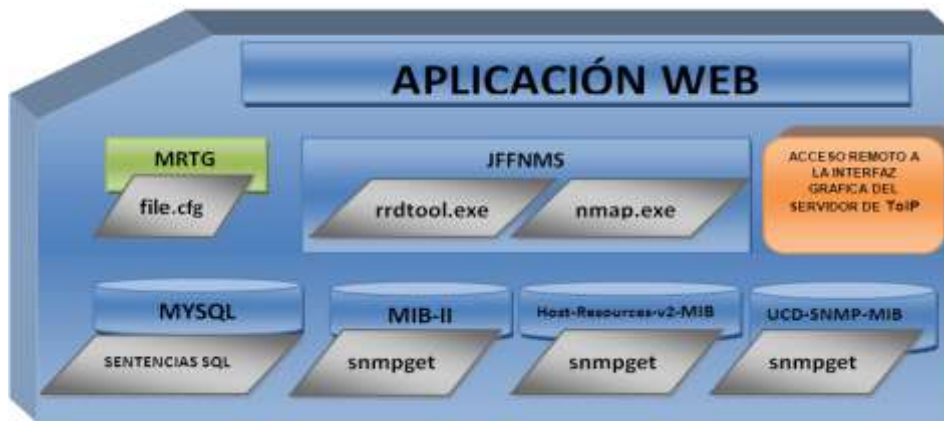 APLICACIÓN WEB
MRTG
file.cfg
JFFNMS
rrdtool.exe
nmap.exe
ACCESO REMOTO A
LA INTERFAZ
GRÁFICA DEL
SERVIDOR DE ToIP
MYSQL
SENTENCIAS SQL
MIB-II
snmpget
Host-Resources-v2-MIB
snmpget
UCD-SNMP-MIB
snmpget